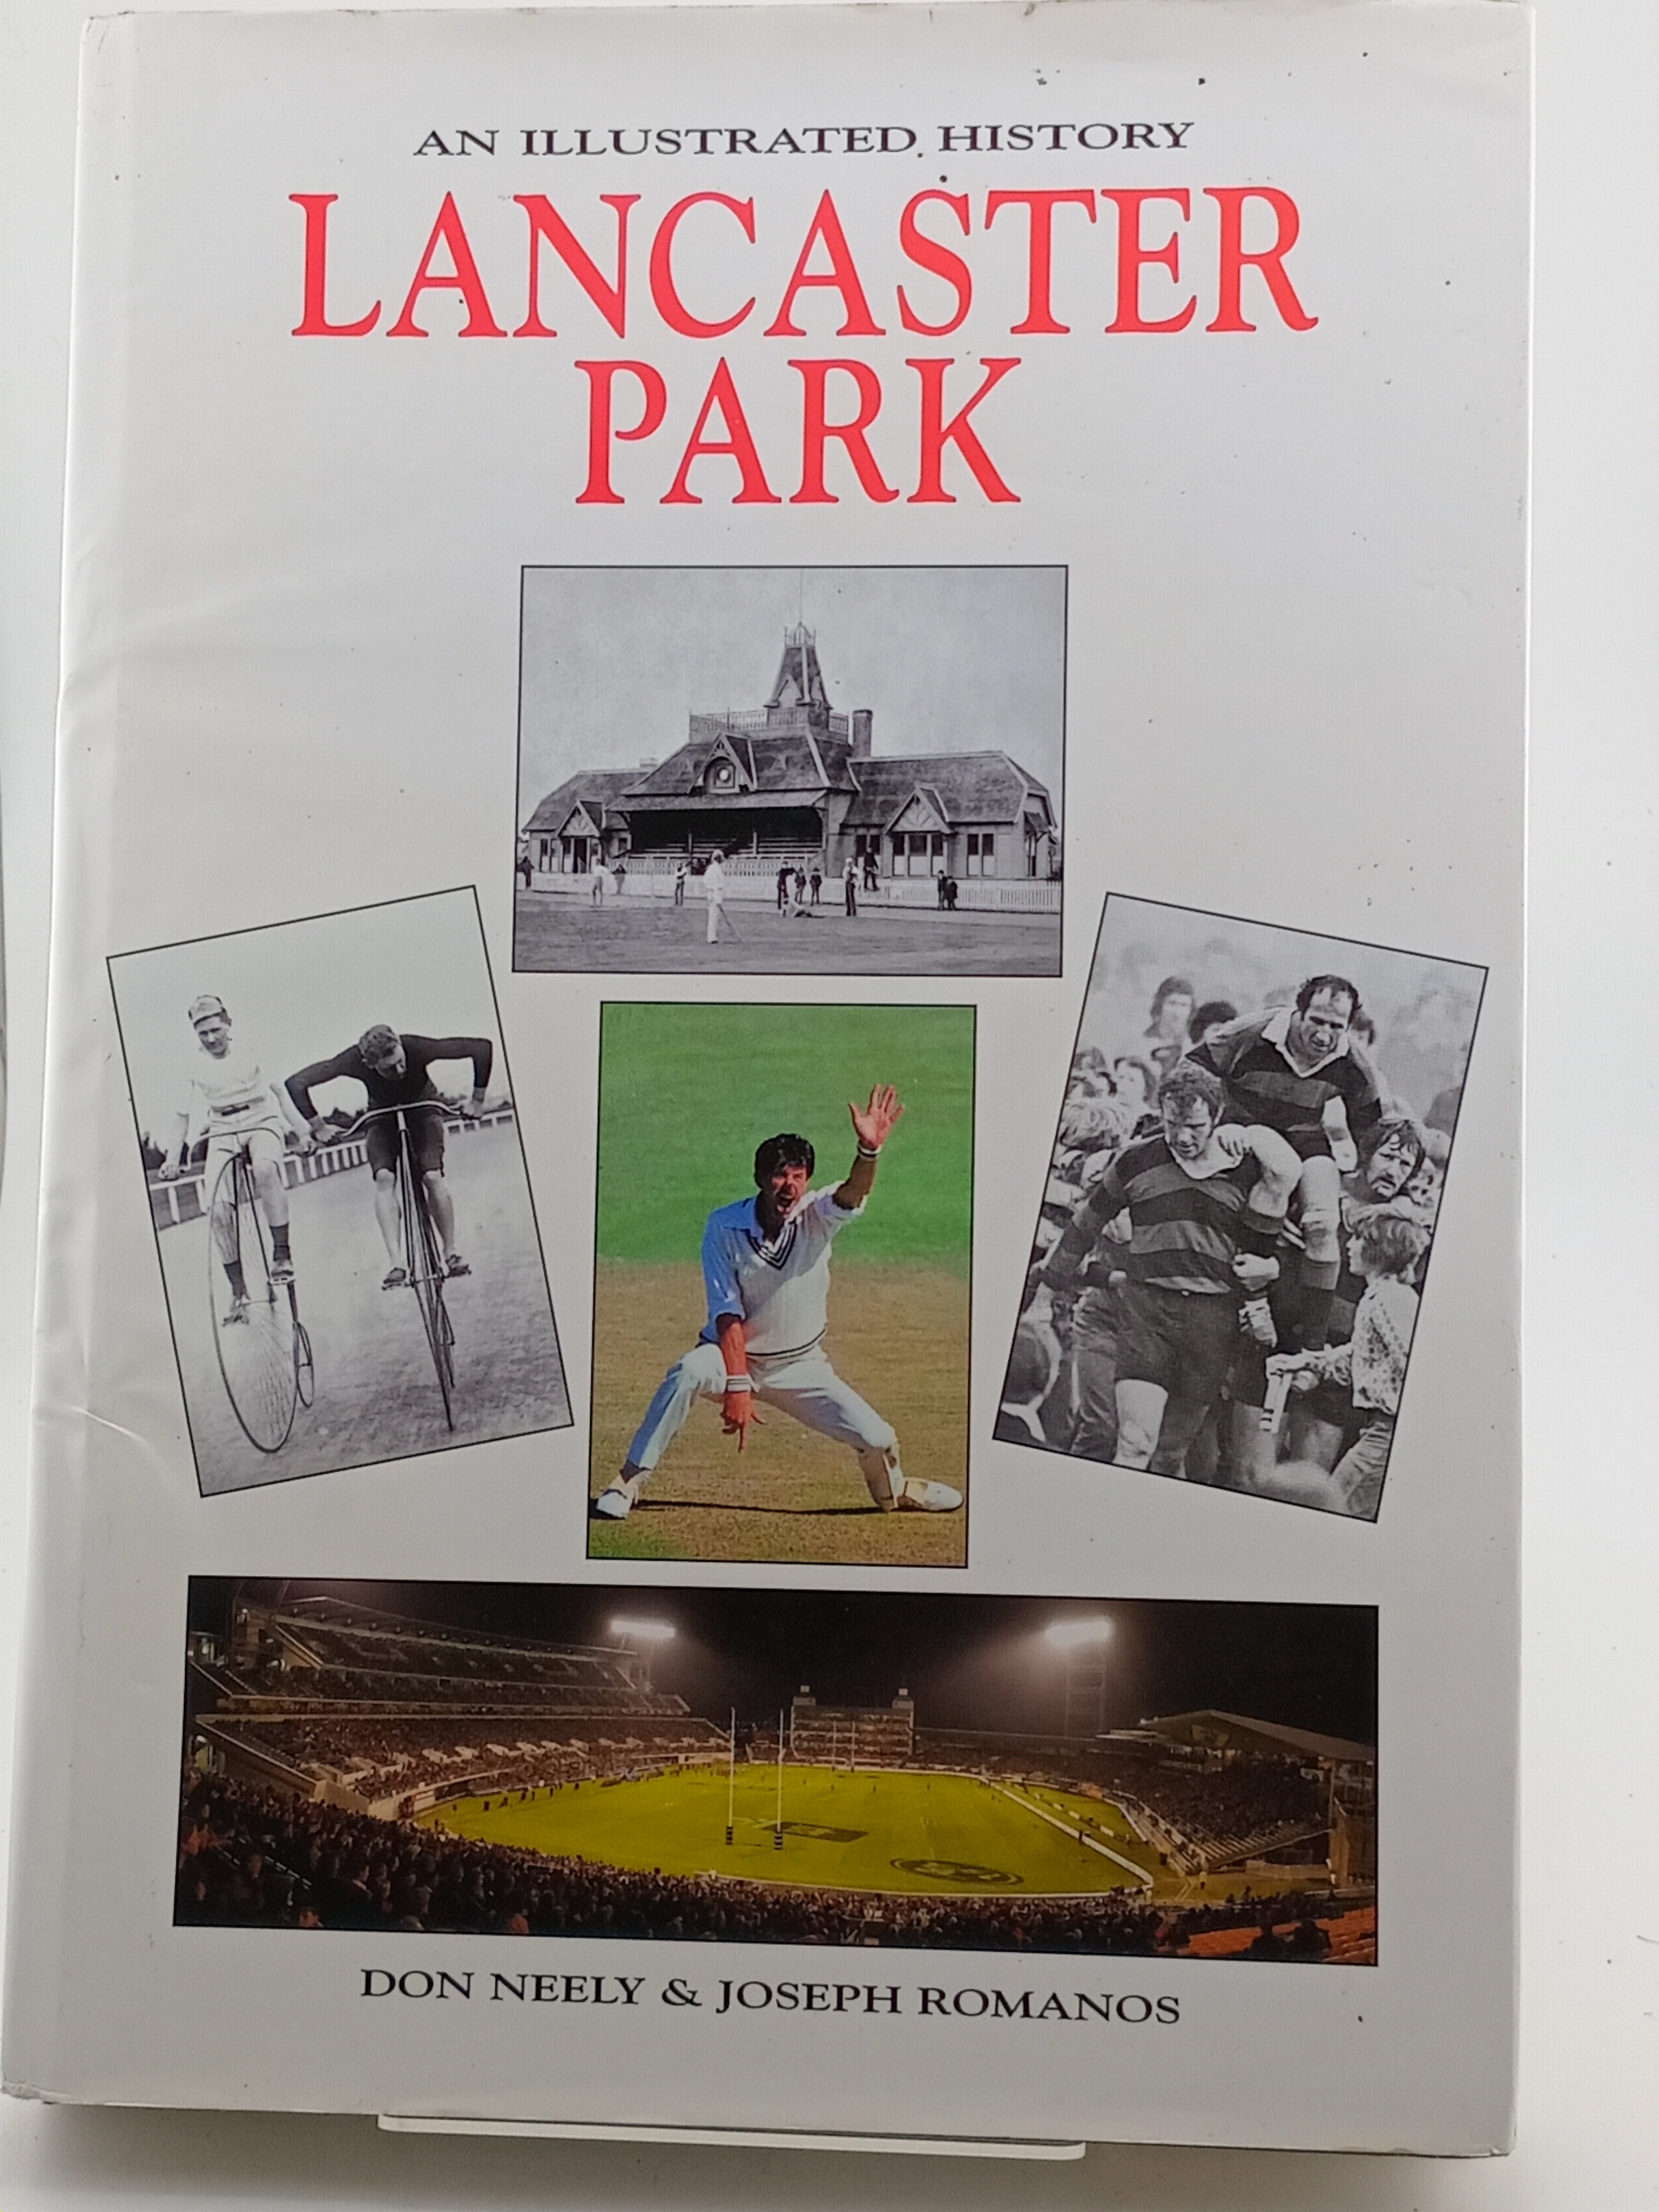 AN ILLUSTRATED HISTORY
LANCASTER
PARK
DON NEELY & JOSEPH ROMANOS